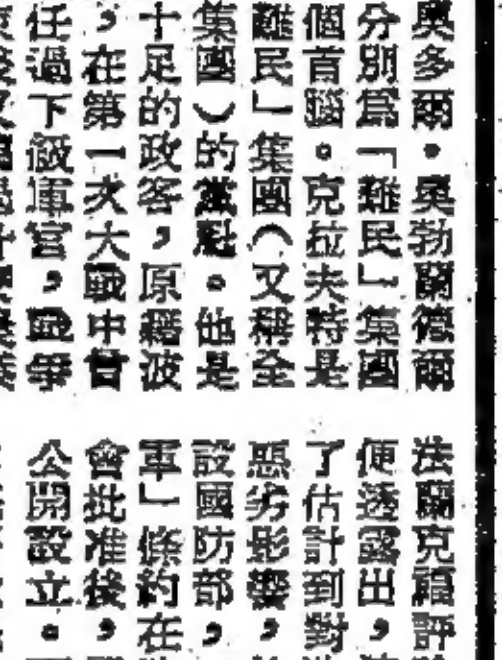 奧多爾·奧勃蘭德爾
分別爲「難民」集團
個首腦。克拉夫特是
難民」集團（又稱全
集團）的黨魁。他是
十足的政客，原籍波
，在第一次大戰中曾
任過下級軍官，戰爭
法蘭克福評
便透露出，
了估計到對
惡劣影響，
設國防部，
軍」條約在
會批准後，
公開設立。